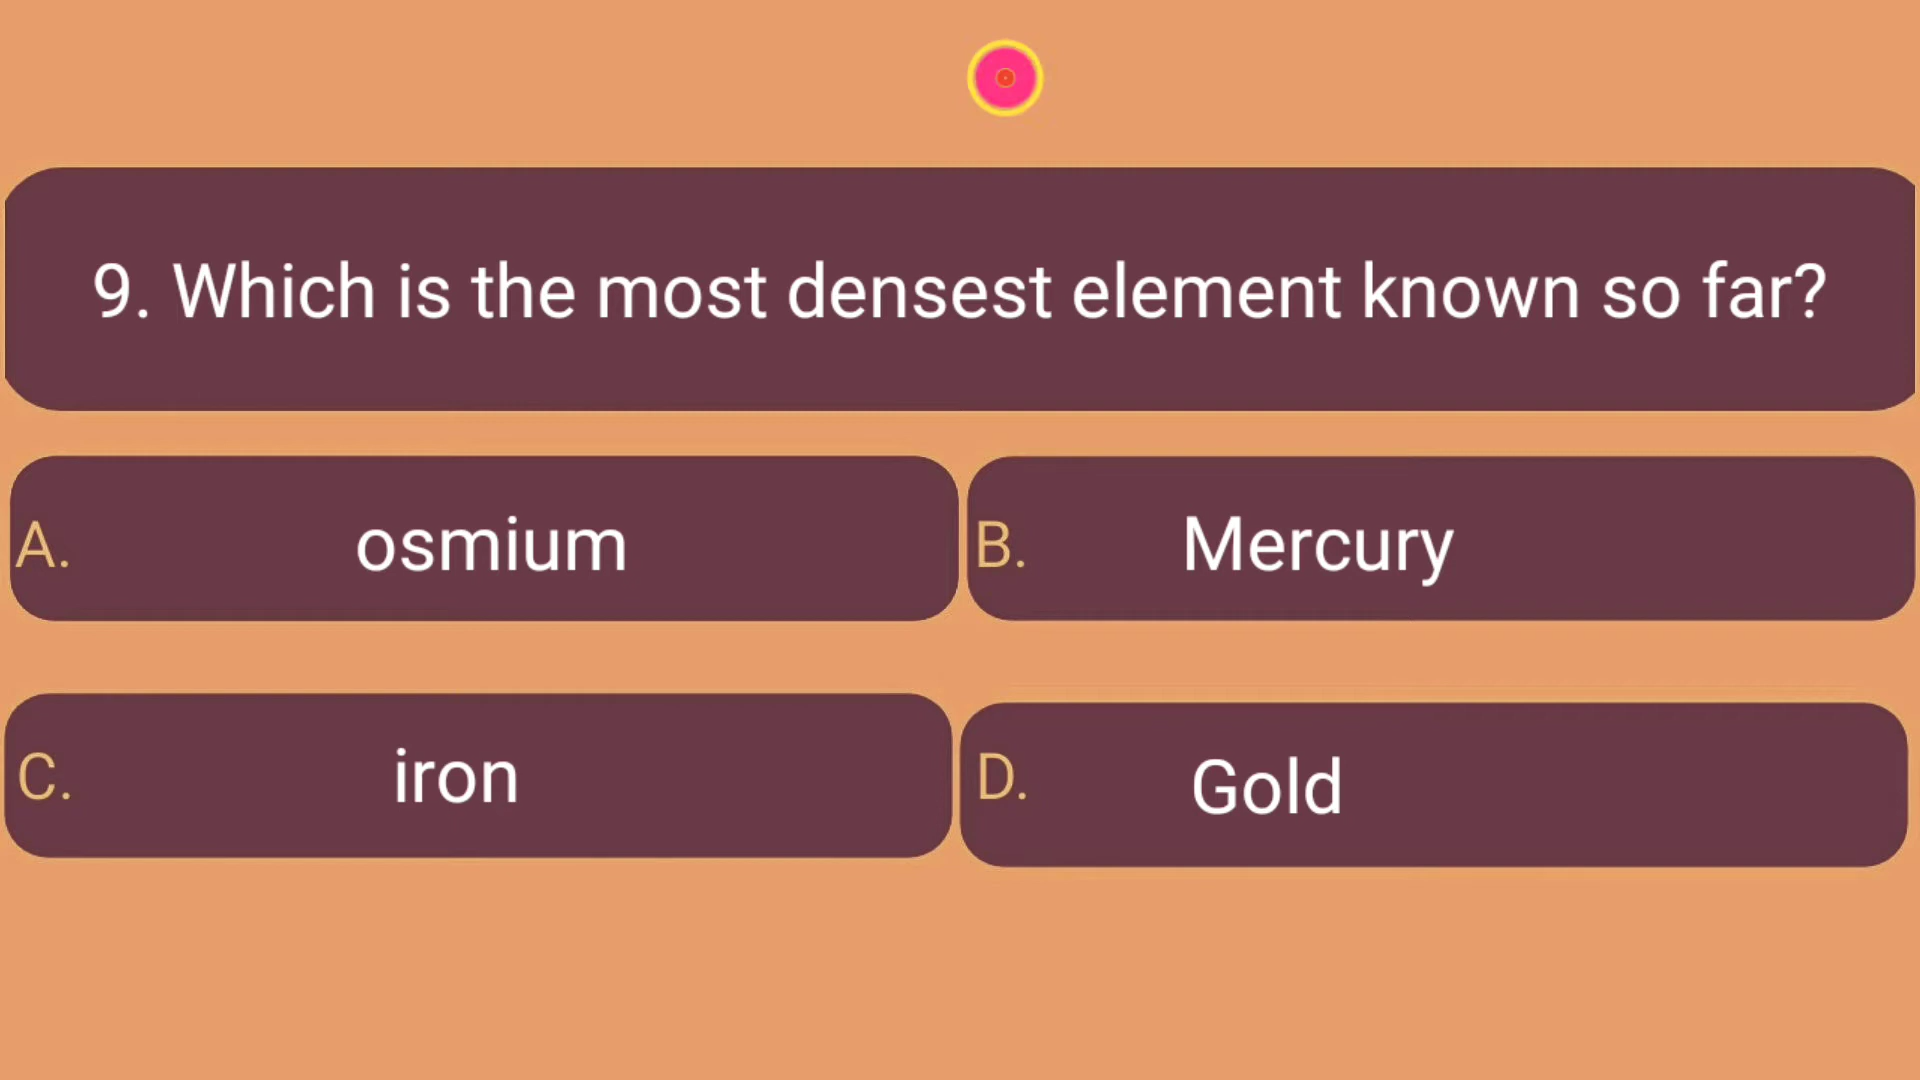 9. Which is the most densest element known so far?
A. osmium
B. Mercury
C. iron
D. Gold